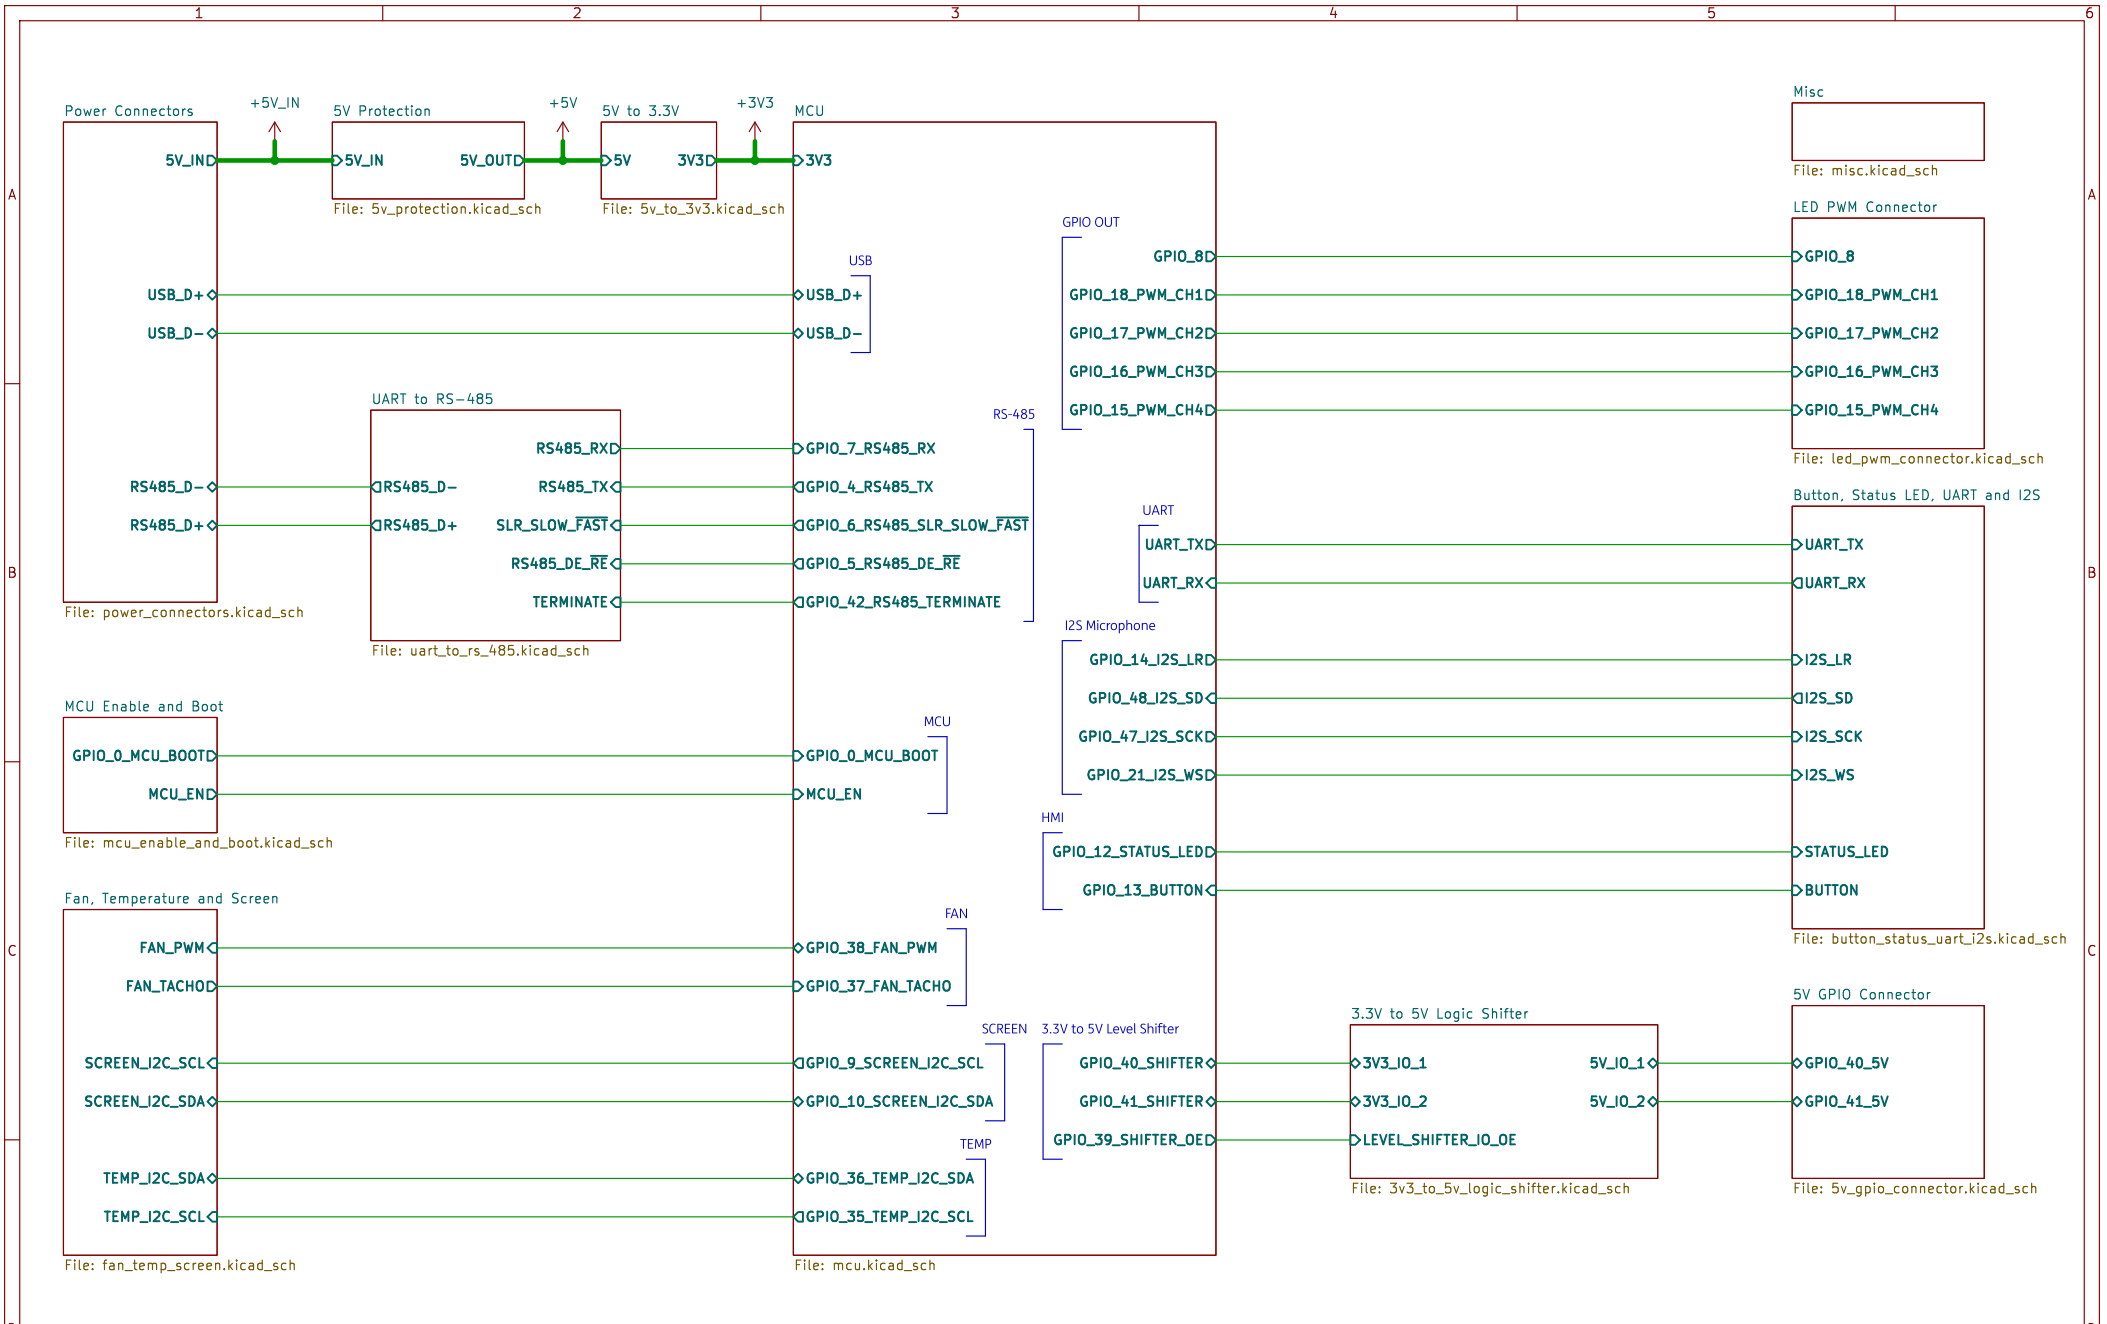 1 2 3 4 5 6
A
B
C
A
B
C
Power Connectors
5V_IN
USB_D+
USB_D-
RS485_D-
RS485_D+
File: power_connectors.kicad_sch
+5V_IN
5V Protection
5V_IN
5V_OUT
File: 5v_protection.kicad_sch
+5V
5V to 3.3V
5V
3V3
File: 5v_to_3v3.kicad_sch
+3V3
UART to RS-485
RS485_RX
RS485_TX
RS485_D-
RS485_D+
SLR_SLOW_FAST
RS485_DE_RE
TERMINATE
File: uart_to_rs_485.kicad_sch
MCU Enable and Boot
GPIO_0_MCU_BOOT
MCU_EN
File: mcu_enable_and_boot.kicad_sch
Fan, Temperature and Screen
FAN_PWM
FAN_TACHO
SCREEN_I2C_SCL
SCREEN_I2C_SDA
TEMP_I2C_SDA
TEMP_I2C_SCL
File: fan_temp_screen.kicad_sch
MCU
3V3
USB
USB_D+
USB_D-
RS-485
GPIO_7_RS485_RX
GPIO_4_RS485_TX
GPIO_6_RS485_SLR_SLOW_FAST
GPIO_5_RS485_DE_RE
GPIO_42_RS485_TERMINATE
MCU
GPIO_0_MCU_BOOT
MCU_EN
FAN
GPIO_38_FAN_PWM
GPIO_37_FAN_TACHO
SCREEN
GPIO_9_SCREEN_I2C_SCL
GPIO_10_SCREEN_I2C_SDA
TEMP
GPIO_36_TEMP_I2C_SDA
GPIO_35_TEMP_I2C_SCL
GPIO OUT
GPIO_8
GPIO_18_PWM_CH1
GPIO_17_PWM_CH2
GPIO_16_PWM_CH3
GPIO_15_PWM_CH4
UART
UART_TX
UART_RX
I2S Microphone
GPIO_14_I2S_LR
GPIO_48_I2S_SD
GPIO_47_I2S_SCK
GPIO_21_I2S_WS
HMI
GPIO_12_STATUS_LED
GPIO_13_BUTTON
3.3V to 5V Level Shifter
GPIO_40_SHIFTER
GPIO_41_SHIFTER
GPIO_39_SHIFTER_OE
File: mcu.kicad_sch
3.3V to 5V Logic Shifter
3V3_IO_1
3V3_IO_2
LEVEL_SHIFTER_IO_OE
5V_IO_1
5V_IO_2
File: 3v3_to_5v_logic_shifter.kicad_sch
Misc
File: misc.kicad_sch
LED PWM Connector
GPIO_8
GPIO_18_PWM_CH1
GPIO_17_PWM_CH2
GPIO_16_PWM_CH3
GPIO_15_PWM_CH4
File: led_pwm_connector.kicad_sch
Button, Status LED, UART and I2S
UART_TX
UART_RX
I2S_LR
I2S_SD
I2S_SCK
I2S_WS
STATUS_LED
BUTTON
File: button_status_uart_i2s.kicad_sch
5V GPIO Connector
GPIO_40_5V
GPIO_41_5V
File: 5v_gpio_connector.kicad_sch